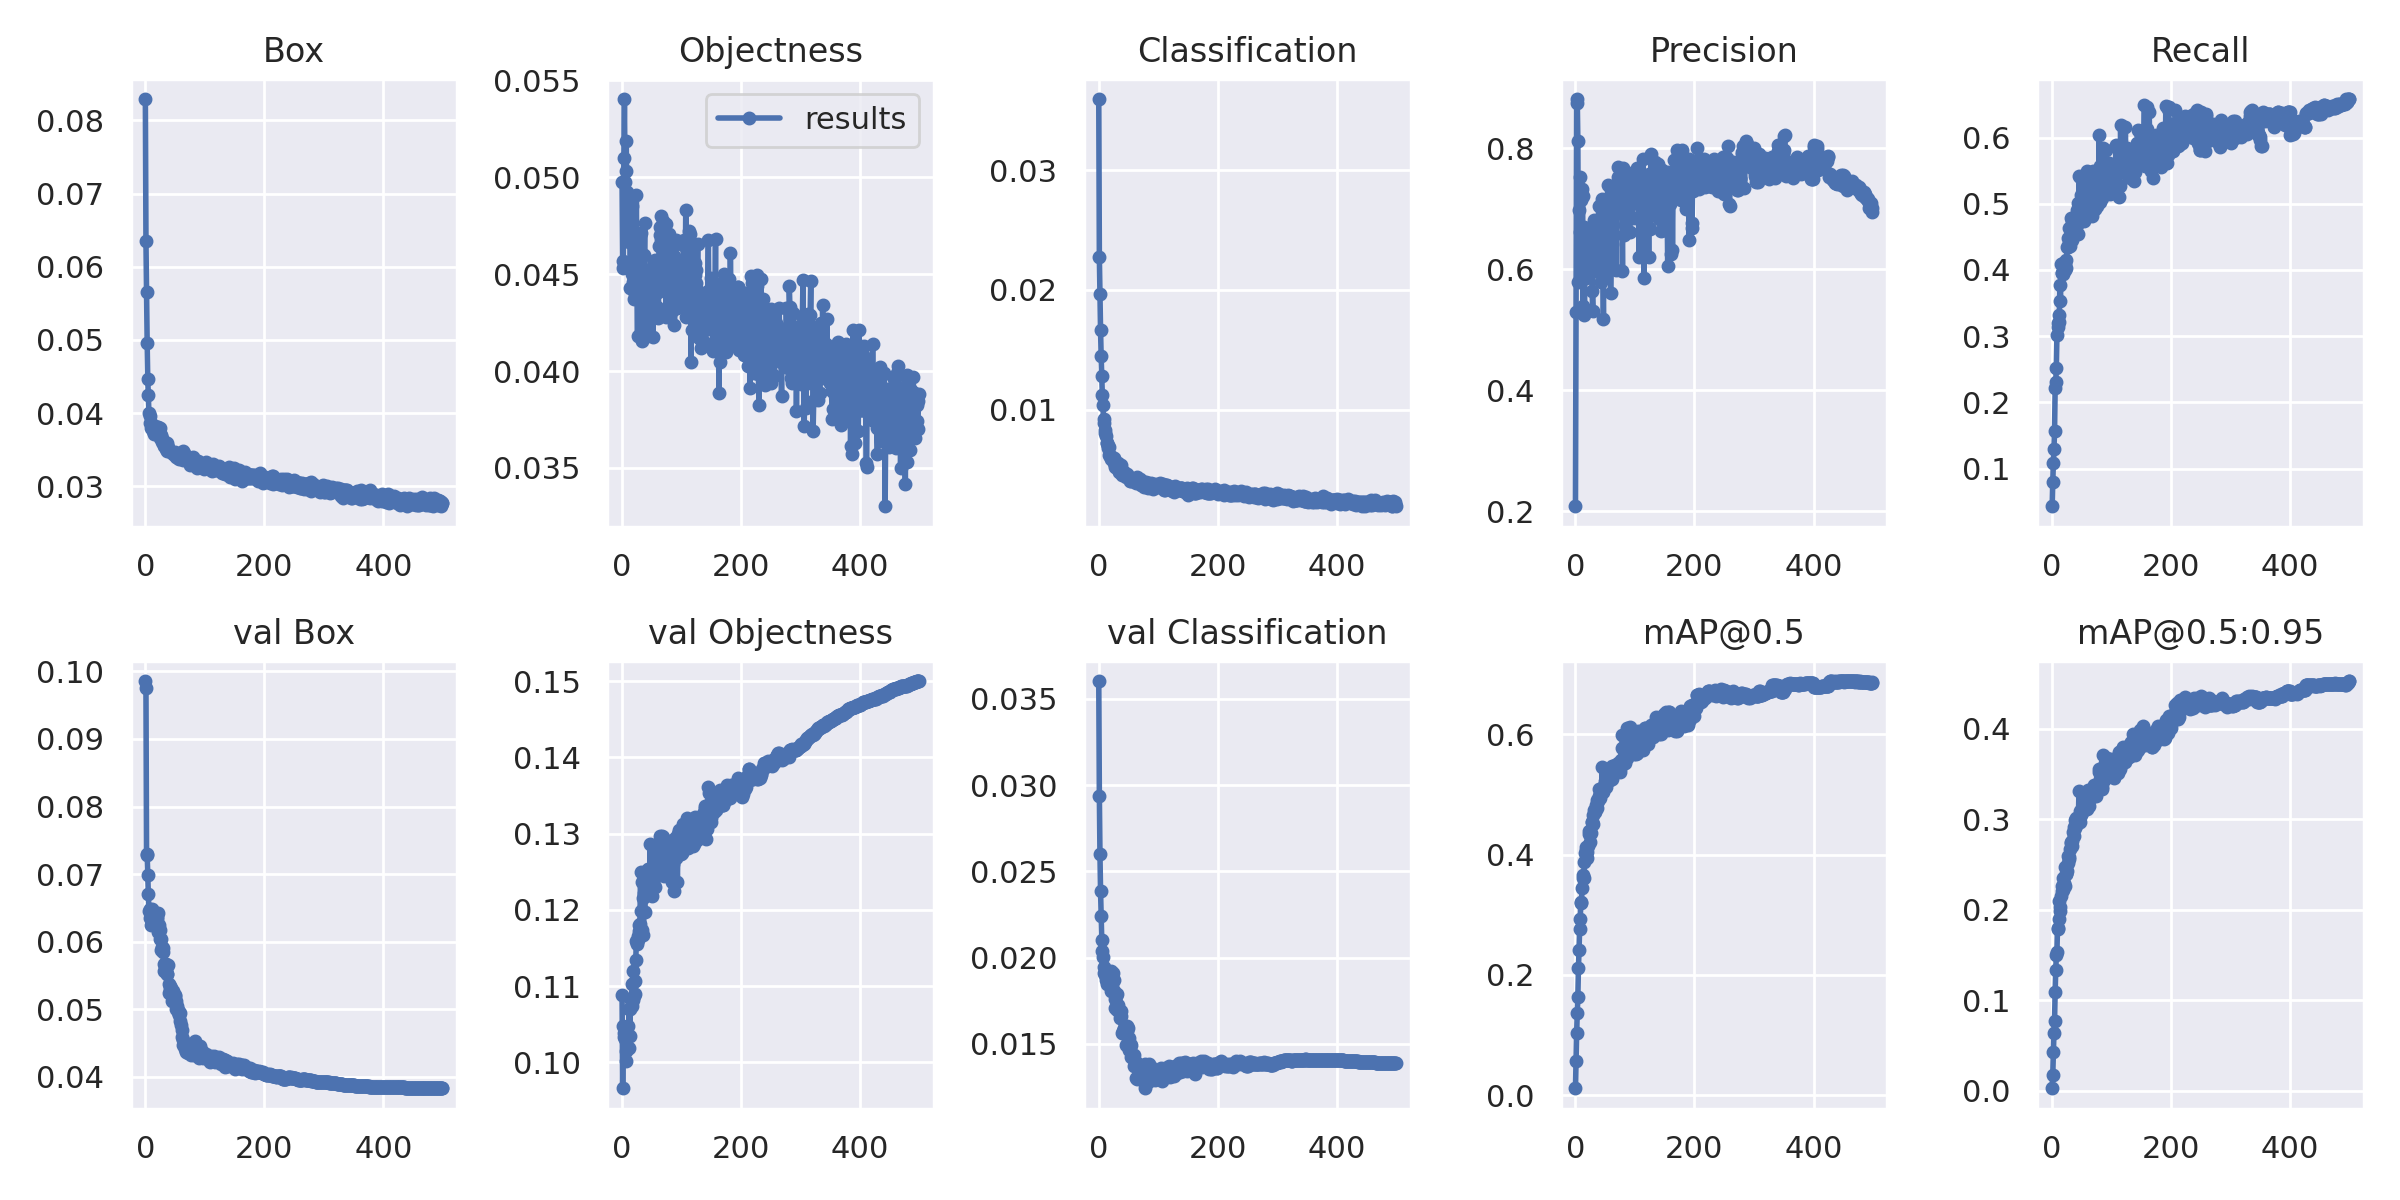 Box
0.08
0.07
0.06
0.05
0.04
0.03
0 200 400
Objectness
results
0.055
0.050
0.045
0.040
0.035
0 200 400
Classification
0.03
0.02
0.01
0 200 400
Precision
0.8
0.6
0.4
0.2
0 200 400
Recall
0.6
0.5
0.4
0.3
0.2
0.1
0 200 400
val Box
0.10
0.09
0.08
0.07
0.06
0.05
0.04
0 200 400
val Objectness
0.15
0.14
0.13
0.12
0.11
0.10
0 200 400
val Classification
0.035
0.030
0.025
0.020
0.015
0 200 400
mAP@0.5
0.6
0.4
0.2
0.0
0 200 400
mAP@0.5:0.95
0.4
0.3
0.2
0.1
0.0
0 200 400